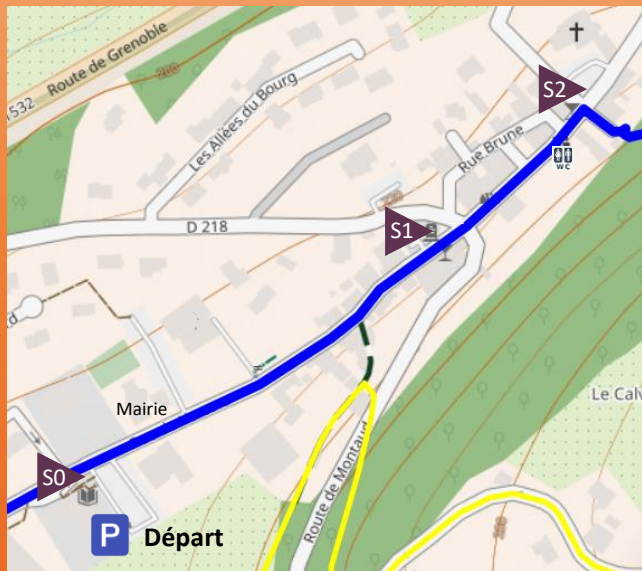 Route de Grenoble
1532
Les Allées du Bourg
S2
Rue Brune
WC
D 218
S1
Mairie
Le Calv
S0
Route de Montaud
P
Départ